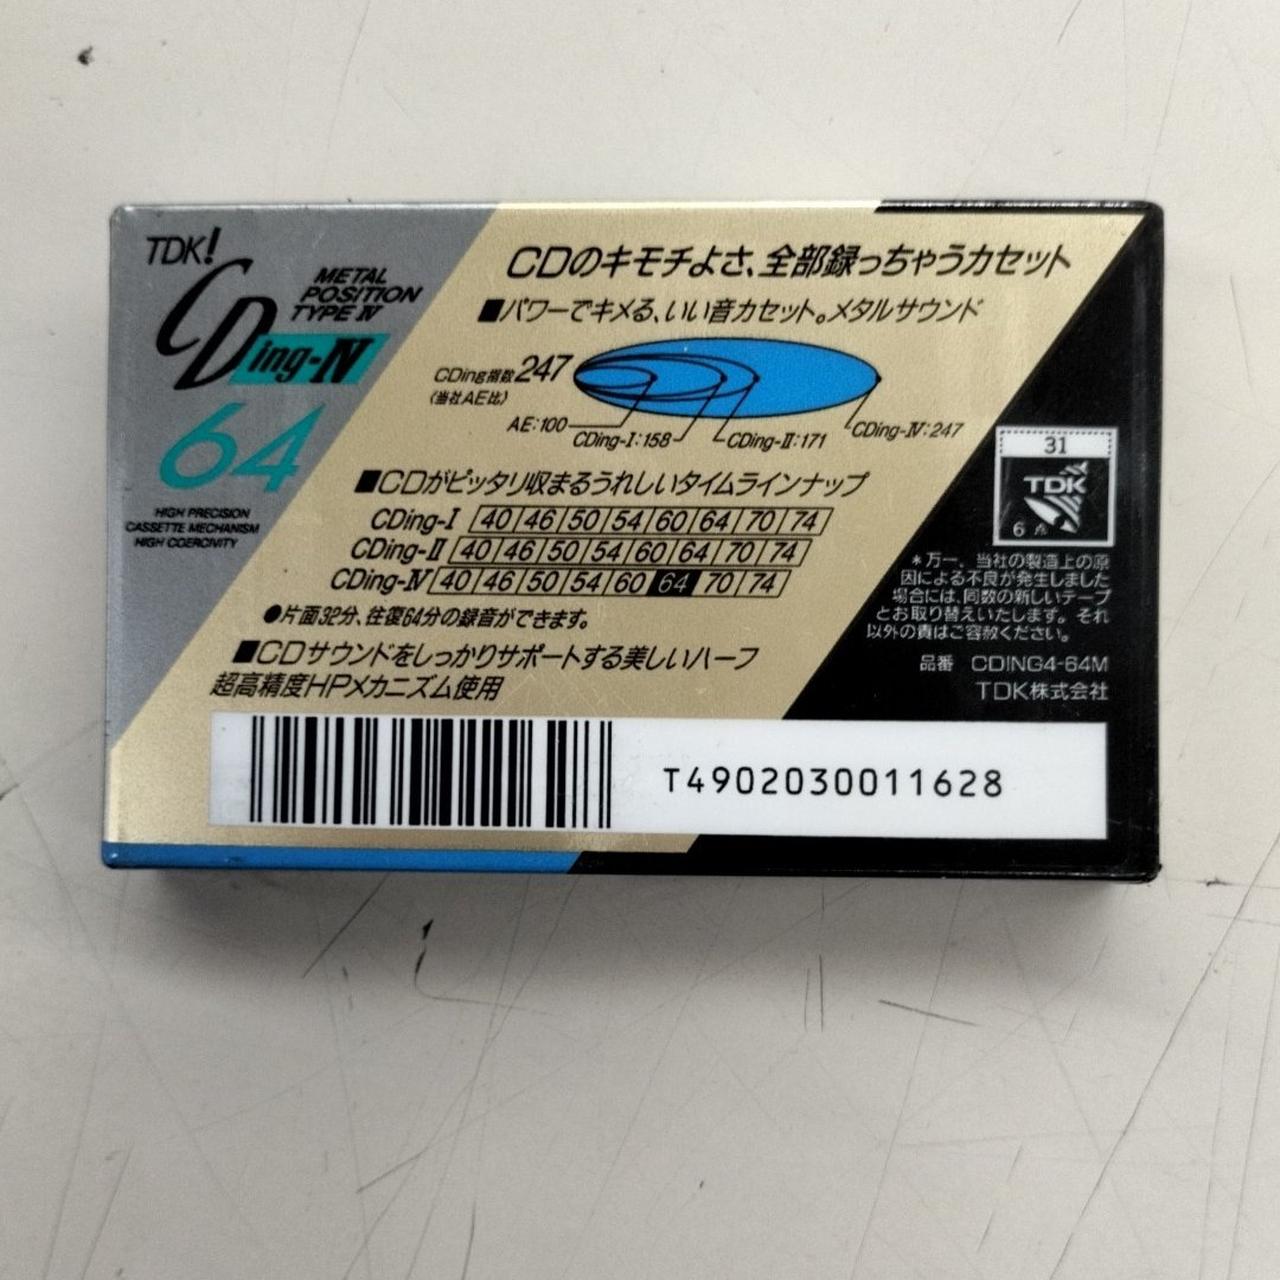 TDK!
CDing-IV
METAL
POSITION
TYPE IV
64
HIGH PRECISION
CASSETTE MECHANISM
HIGH COERCIVITY
CDのキモチよさ、全部録っちゃうカセット
■パワーでキメる、いい音カセット。メタルサウンド
CDing指数247
(当社AE比)
AE:100
CDing-I:158
CDing-II:171
CDing-IV:247
■CDがピッタリ収まるうれしいタイムラインナップ
CDing-I 40 46 50 54 60 64 70 74
CDing-II 40 46 50 54 60 64 70 74
CDing-IV 40 46 50 54 60 64 70 74
●片面32分、往復64分の録音ができます。
■CDサウンドをしっかりサポートする美しいハーフ
超高精度HPメカニズム使用
31
TDK
6点
*万一、当社の製造上の原
因による不良が発生しました
場合には、同数の新しいテープ
とお取り替えいたします。それ
以外の責はご容赦ください。
品番 CDING4-64M
TDK株式会社
T4902030011628